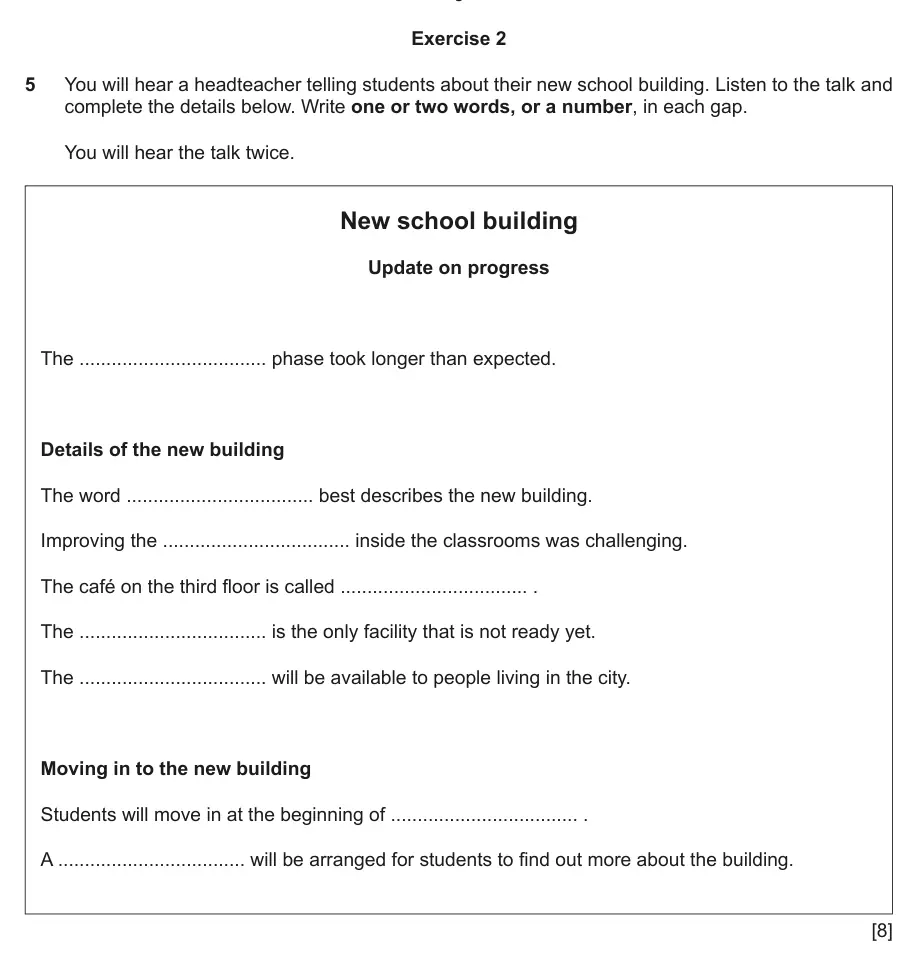 Exercise 2
5 You will hear a headteacher telling students about their new school building. Listen to the talk and
complete the details below. Write one or two words, or a number, in each gap.
You will hear the talk twice.
New school building
Update on progress
The ................................... phase took longer than expected.
Details of the new building
The word ................................... best describes the new building.
Improving the ................................... inside the classrooms was challenging.
The café on the third floor is called ................................... .
The ................................... is the only facility that is not ready yet.
The ................................... will be available to people living in the city.
Moving in to the new building
Students will move in at the beginning of ................................... .
A ................................... will be arranged for students to find out more about the building.
[8]